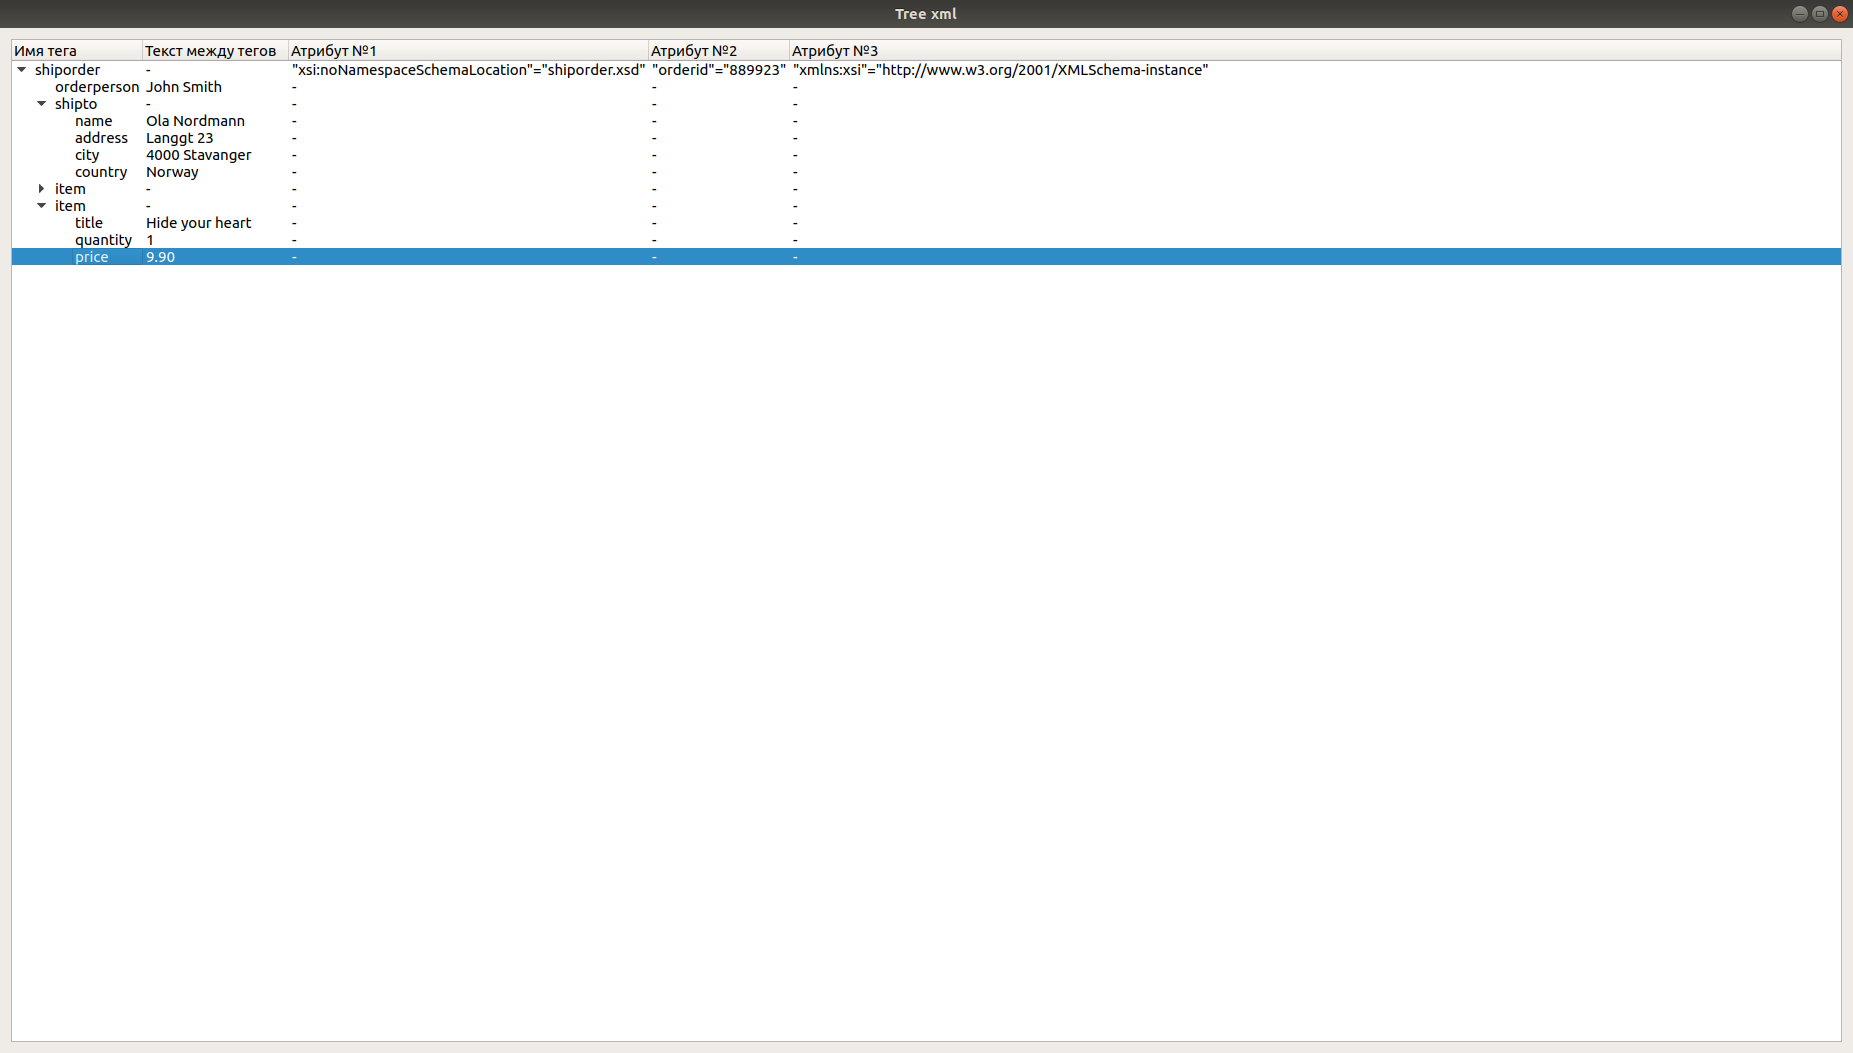 Tree xml
Имя тега Текст между тегов Атрибут №1 Атрибут №2 Атрибут №3
shiporder - "xsi:noNamespaceSchemaLocation"="shiporder.xsd" "orderid"="889923" "xmlns:xsi"="http://www.w3.org/2001/XMLSchema-instance"
orderperson John Smith - - -
shipto - - - -
name Ola Nordmann - - -
address Langgt 23 - - -
city 4000 Stavanger - - -
country Norway - - -
item - - - -
item - - - -
title Hide your heart - - -
quantity 1 - - -
price 9.90 - - -